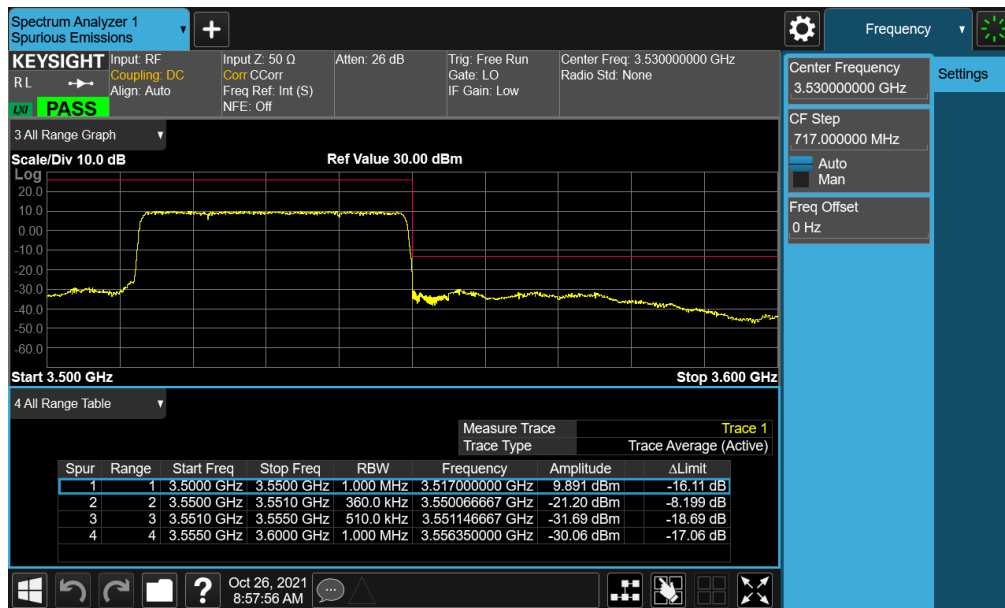 Spectrum Analyzer 1
Spurious Emissions
+
Frequency
KEYSIGHT
R L
LXI
PASS
Input: RF
Coupling: DC
Align: Auto
Input Z: 50 Ω
Corr CCorr
Freq Ref: Int (S)
NFE: Off
Atten: 26 dB
Trig: Free Run
Gate: LO
IF Gain: Low
Center Freq: 3.530000000 GHz
Radio Std: None
Center Frequency
3.530000000 GHz
Settings
CF Step
717.000000 MHz
Auto
Man
Freq Offset
0 Hz
3 All Range Graph
Scale/Div 10.0 dB
Ref Value 30.00 dBm
Log
20.0
10.0
0.00
-10.0
-20.0
-30.0
-40.0
-50.0
-60.0
Start 3.500 GHz
Stop 3.600 GHz
4 All Range Table
Measure Trace Trace 1
Trace Type Trace Average (Active)
Spur Range Start Freq Stop Freq RBW Frequency Amplitude ΔLimit
1 1 3.5000 GHz 3.5500 GHz 1.000 MHz 3.517000000 GHz 9.891 dBm -16.11 dB
2 2 3.5500 GHz 3.5510 GHz 360.0 kHz 3.550066667 GHz -21.20 dBm -8.199 dB
3 3 3.5510 GHz 3.5550 GHz 510.0 kHz 3.551146667 GHz -31.69 dBm -18.69 dB
4 4 3.5550 GHz 3.6000 GHz 1.000 MHz 3.556350000 GHz -30.06 dBm -17.06 dB
?
Oct 26, 2021
8:57:56 AM